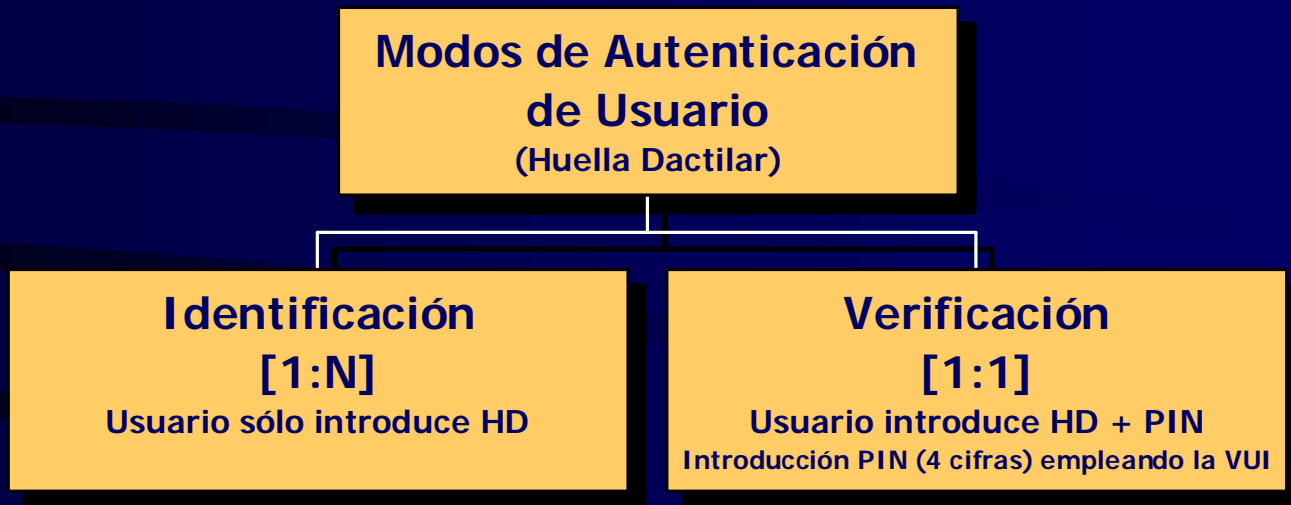 Modos de Autenticación
de Usuario
(Huella Dactilar)
Identificación
[1:N]
Usuario sólo introduce HD
Verificación
[1:1]
Usuario introduce HD + PIN
Introducción PIN (4 cifras) empleando la VUI